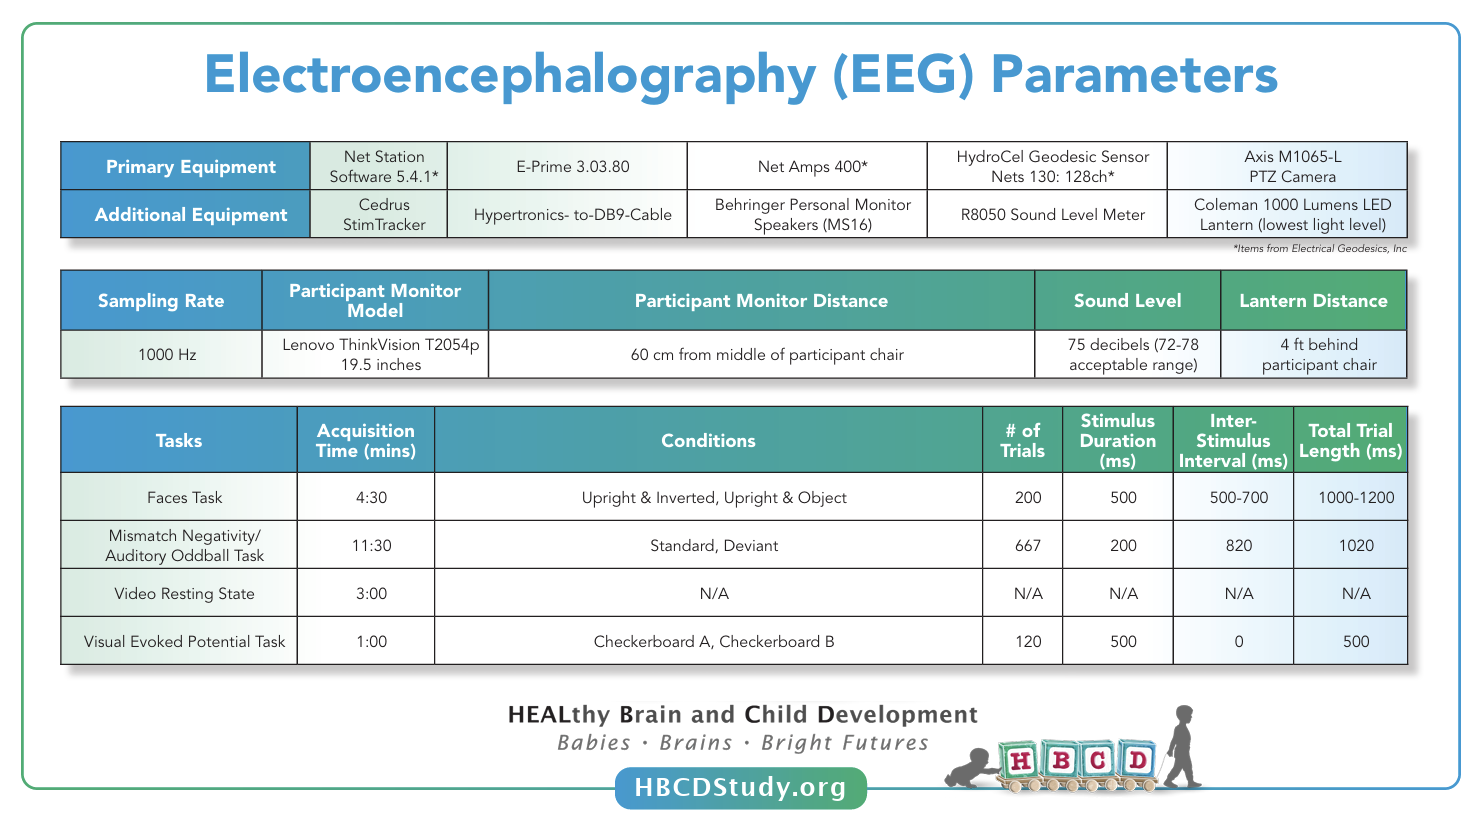 Electroencephalography (EEG) Parameters
Primary Equipment
Net Station
Software 5.4.1*
E-Prime 3.03.80
Net Amps 400*
HydroCel Geodesic Sensor
Nets 130: 128ch*
Axis M1065-L
PTZ Camera
Additional Equipment
Cedrus
StimTracker
Hypertronics- to-DB9-Cable
Behringer Personal Monitor
Speakers (MS16)
R8050 Sound Level Meter
Coleman 1000 Lumens LED
Lantern (lowest light level)
*Items from Electrical Geodesics, Inc
Sampling Rate
Participant Monitor
Model
Participant Monitor Distance
Sound Level
Lantern Distance
1000 Hz
Lenovo ThinkVision T2054p
19.5 inches
60 cm from middle of participant chair
75 decibels (72-78
acceptable range)
4 ft behind
participant chair
Tasks
Acquisition
Time (mins)
Conditions
# of
Trials
Stimulus
Duration
(ms)
Inter-
Stimulus
Interval (ms)
Total Trial
Length (ms)
Faces Task
4:30
Upright & Inverted, Upright & Object
200
500
500-700
1000-1200
Mismatch Negativity/
Auditory Oddball Task
11:30
Standard, Deviant
667
200
820
1020
Video Resting State
3:00
N/A
N/A
N/A
N/A
N/A
Visual Evoked Potential Task
1:00
Checkerboard A, Checkerboard B
120
500
0
500
HEALthy Brain and Child Development
Babies • Brains • Bright Futures
H B C D
HBCDStudy.org